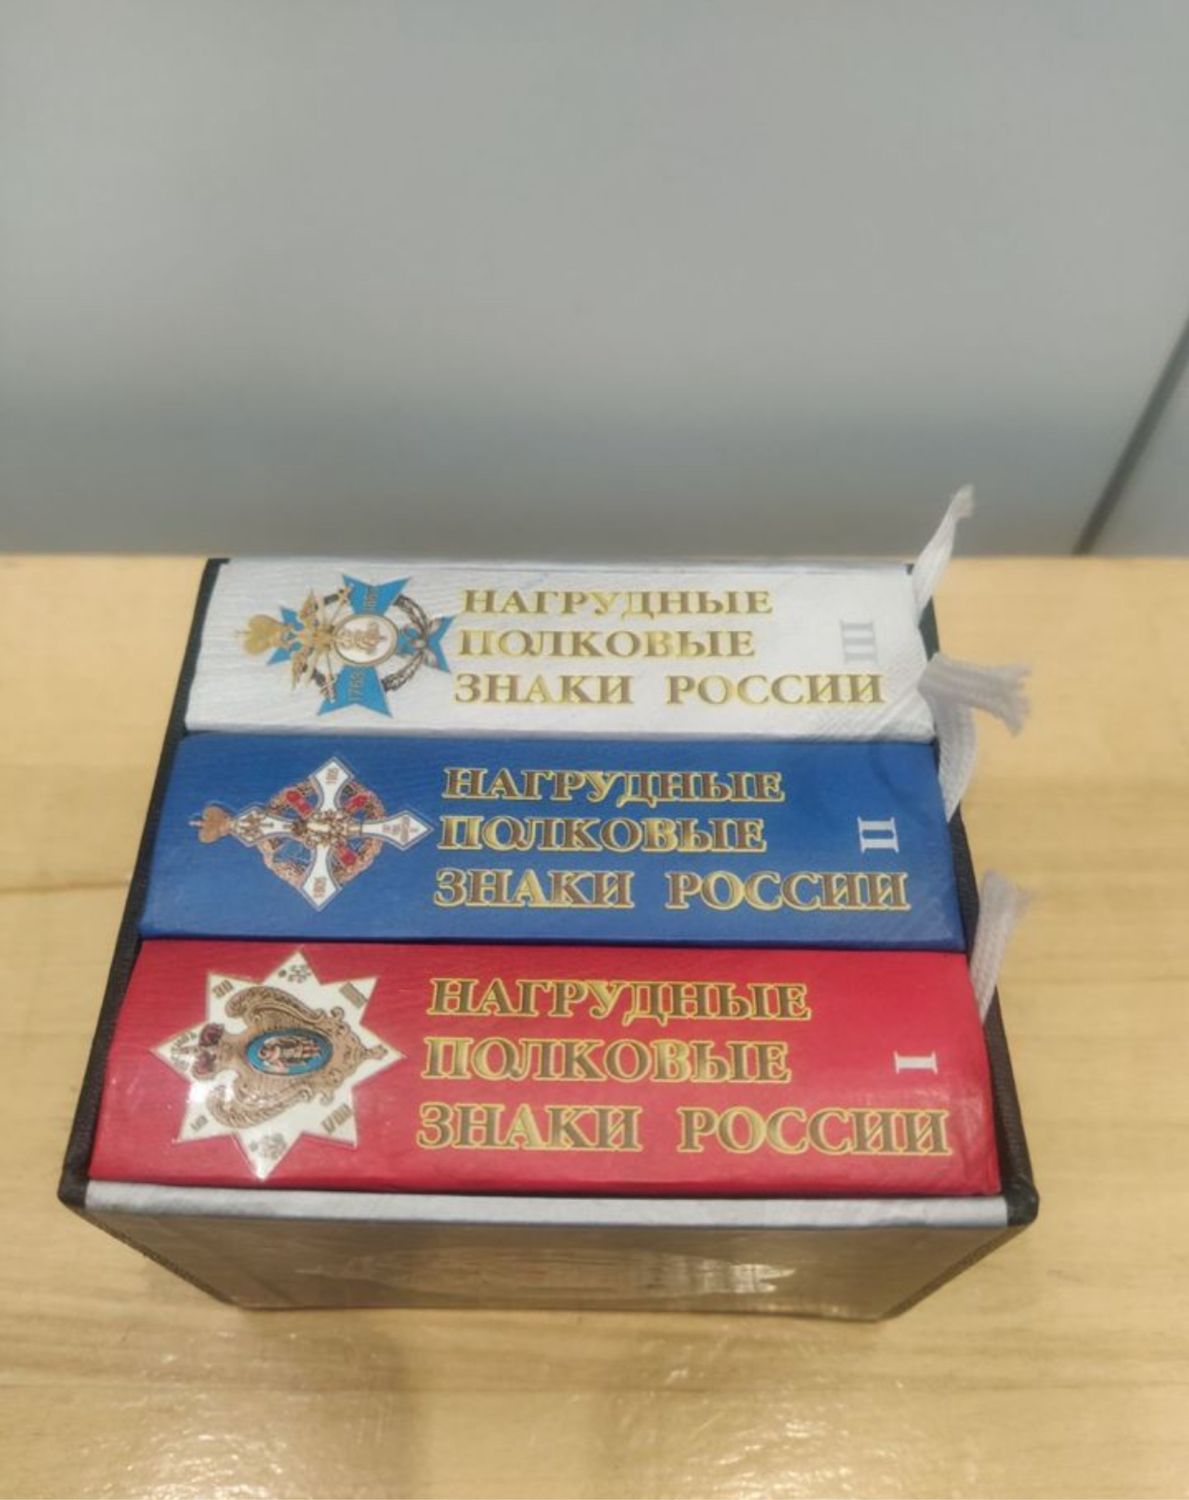 НАГРУДНЫЕ
ПОЛКОВЫЕ
ЗНАКИ РОССИИ
III
НАГРУДНЫЕ
ПОЛКОВЫЕ
ЗНАКИ РОССИИ
II
НАГРУДНЫЕ
ПОЛКОВЫЕ
ЗНАКИ РОССИИ
I